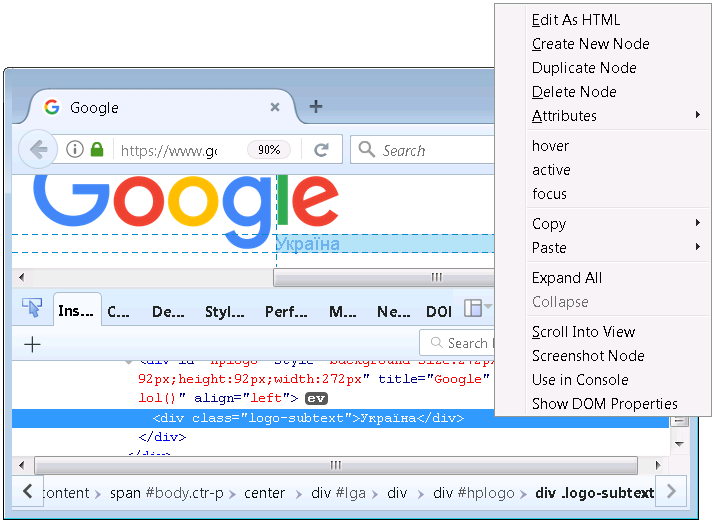 Edit As HTML
Create New Node
Duplicate Node
Delete Node
Attributes
hover
active
focus
Copy
Paste
Expand All
Collapse
Scroll Into View
Screenshot Node
Use in Console
Show DOM Properties
Google
https://www.go 90% Search
Google
Україна
Ins... C... De... Styl... Perf... M... Ne... DOI
+ Search
<div id="hplogo" style="background-size:272px
92px;height:92px;width:272px" title="Google"
lol()" align="left"> ev
<div class="logo-subtext">Україна</div>
</div>
</div>
content span #body.ctr-p center div #lga div div #hplogo div .logo-subtext